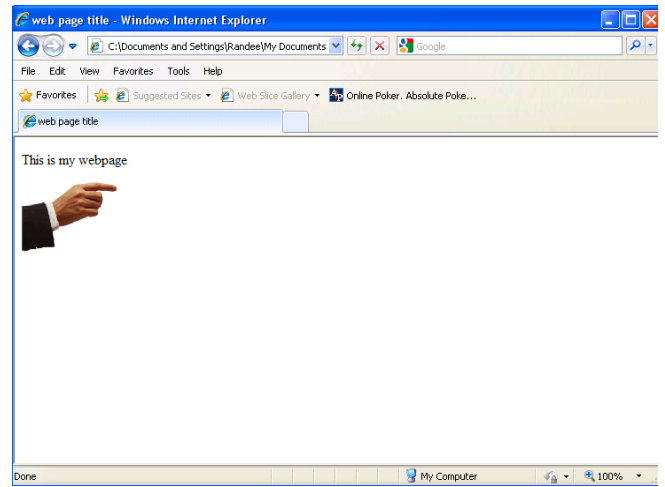 web page title - Windows Internet Explorer
C:\Documents and Settings\Randee\My Documents
Google
File Edit View Favorites Tools Help
Favorites Suggested Sites Web Slice Gallery Online Poker. Absolute Poke...
web page title
This is my webpage
Done My Computer 100%